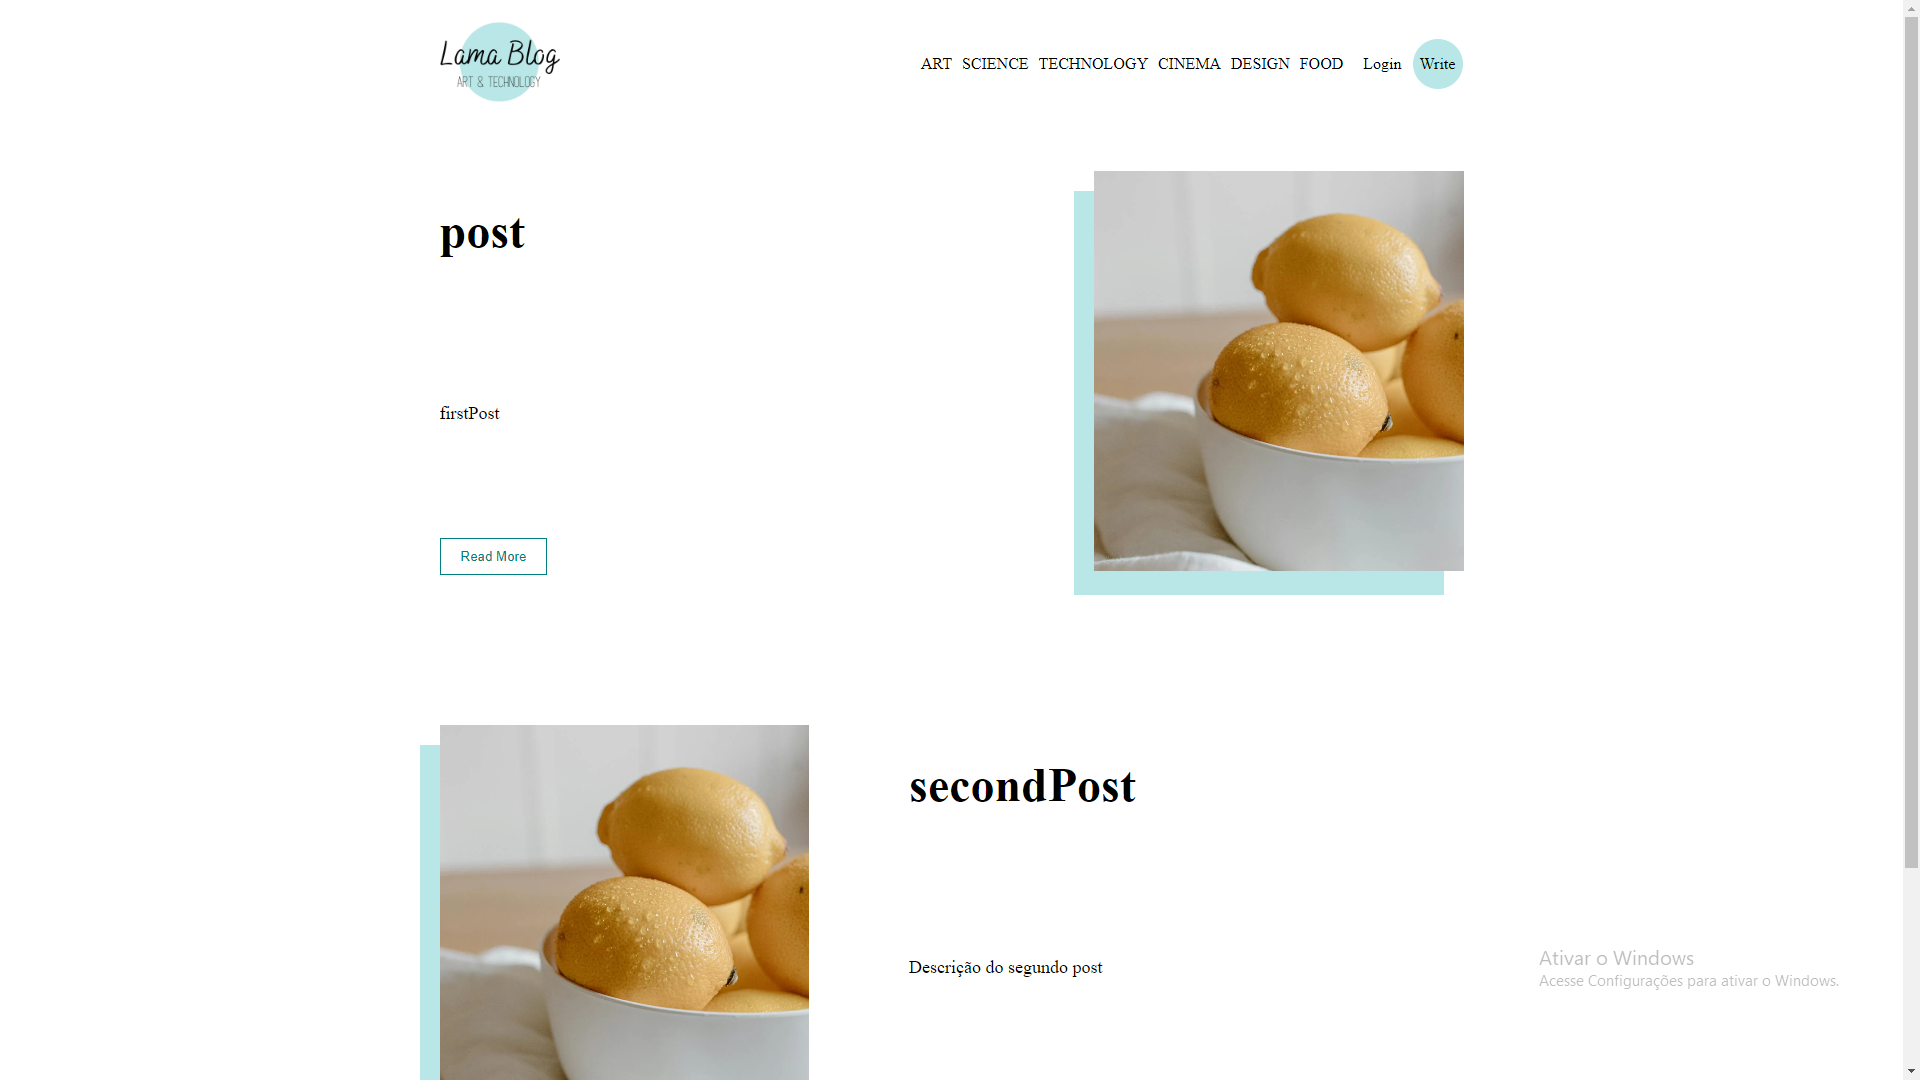 Lama Blog
ART & TECHNOLOGY
ART SCIENCE TECHNOLOGY CINEMA DESIGN FOOD Login Write
post
firstPost
Read More
secondPost
Descrição do segundo post
Ativar o Windows
Acesse Configurações para ativar o Windows.